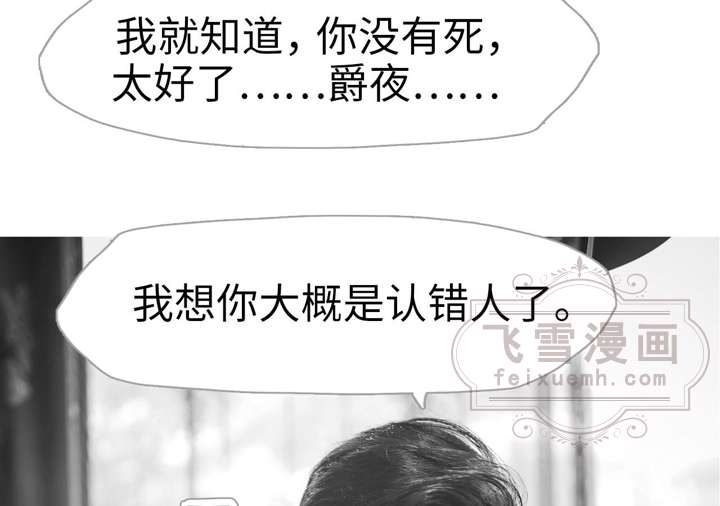 我就知道，你没有死，
太好了……爵夜……
我想你大概是认错人了。
飞雪漫画
feixuemh.com